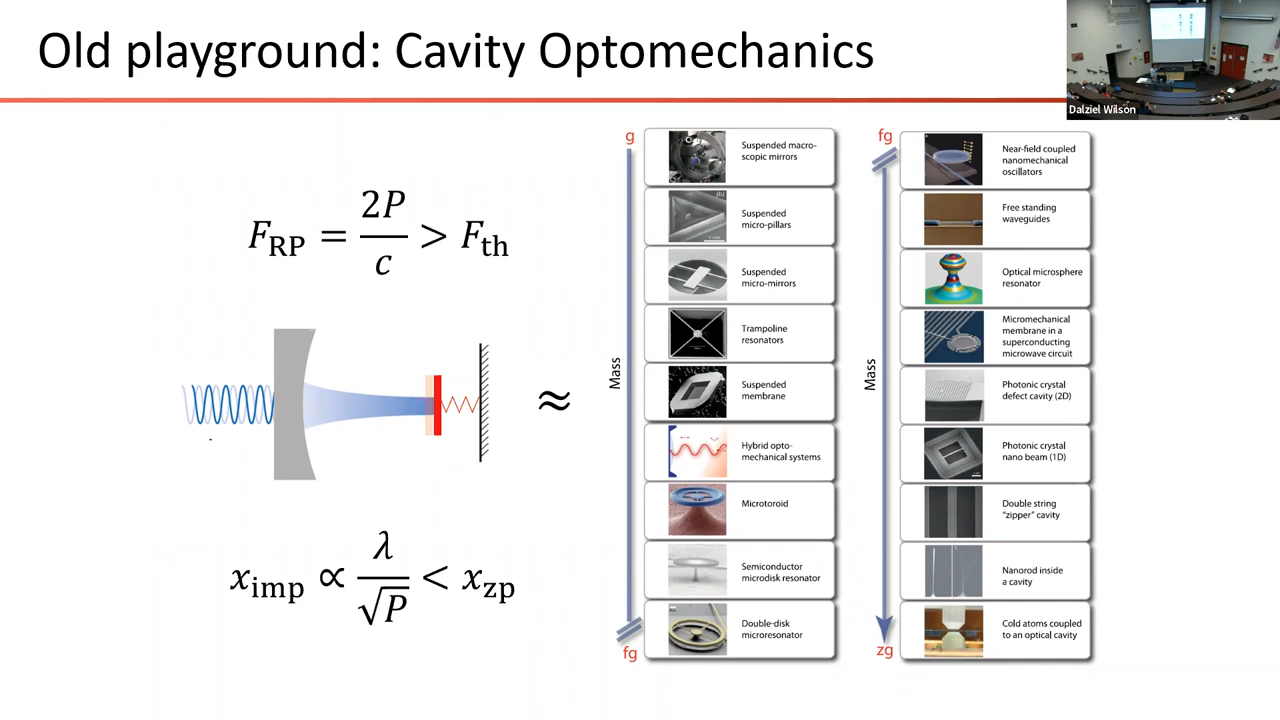 Old playground: Cavity Optomechanics
Dalziel Wilson
F_RP = 2P/c > F_th
≈
x_imp ∝ λ/√P < x_zp
g
Mass
fg
Suspended macro-
scopic mirrors
Suspended
micro-pillars
Suspended
micro-mirrors
Trampoline
resonators
Suspended
membrane
Hybrid opto-
mechanical systems
Microtoroid
Semiconductor
microdisk resonator
Double-disk
microresonator
fg
Mass
zg
Near-field coupled
nanomechanical
oscillators
Free standing
waveguides
Optical microsphere
resonator
Micromechanical
membrane in a
superconducting
microwave circuit
Photonic crystal
defect cavity (2D)
Photonic crystal
nano beam (1D)
Double string
"zipper" cavity
Nanorod inside
a cavity
Cold atoms coupled
to an optical cavity